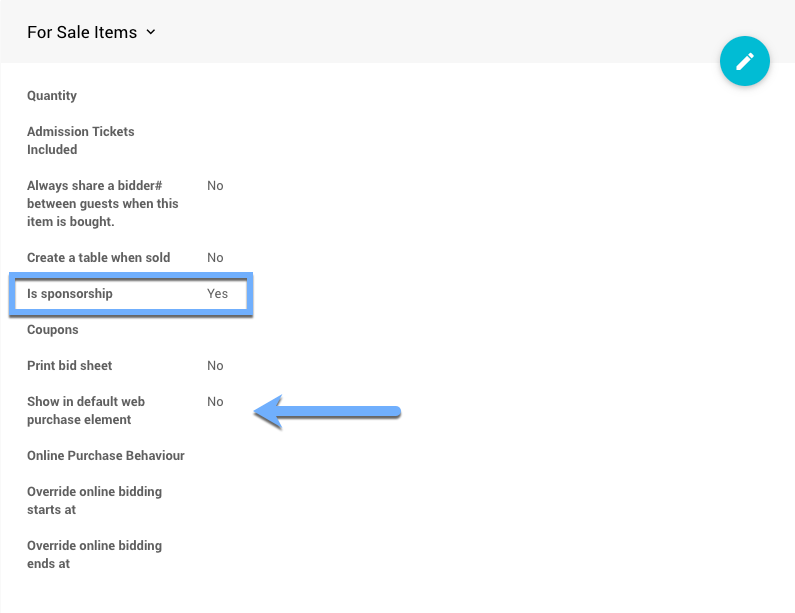 For Sale Items
Quantity
Admission Tickets
Included
Always share a bidder# No
between guests when this
item is bought.
Create a table when sold No
Is sponsorship Yes
Coupons
Print bid sheet No
Show in default web No
purchase element
Online Purchase Behaviour
Override online bidding
starts at
Override online bidding
ends at